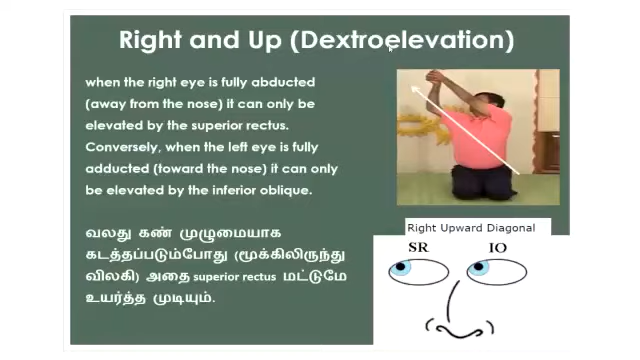 Right and Up (Dextroelevation)
when the right eye is fully abducted
(away from the nose) it can only be
elevated by the superior rectus.
Conversely, when the left eye is fully
adducted (toward the nose) it can only
be elevated by the inferior oblique.
வலது கண் முழுமையாக
கடத்தப்படும்போது (மூக்கிலிருந்து
விலகி) அதை superior rectus மட்டுமே
உயர்த்த முடியும்.
Right Upward Diagonal
SR IO